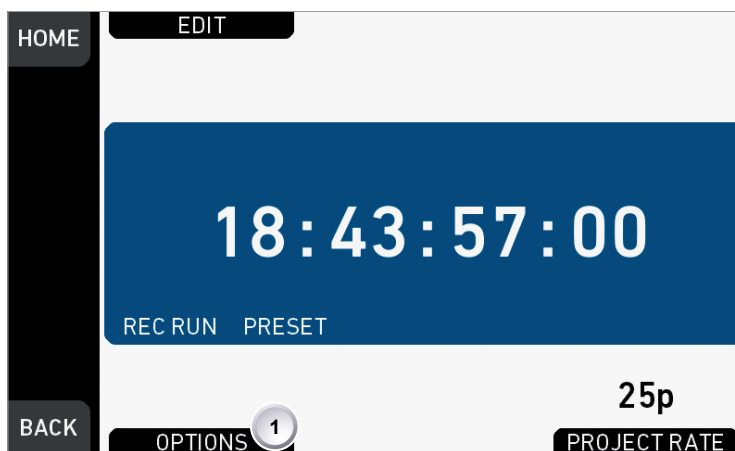 HOME
EDIT
18:43:57:00
REC RUN PRESET
25p
BACK
OPTIONS
1
PROJECT RATE